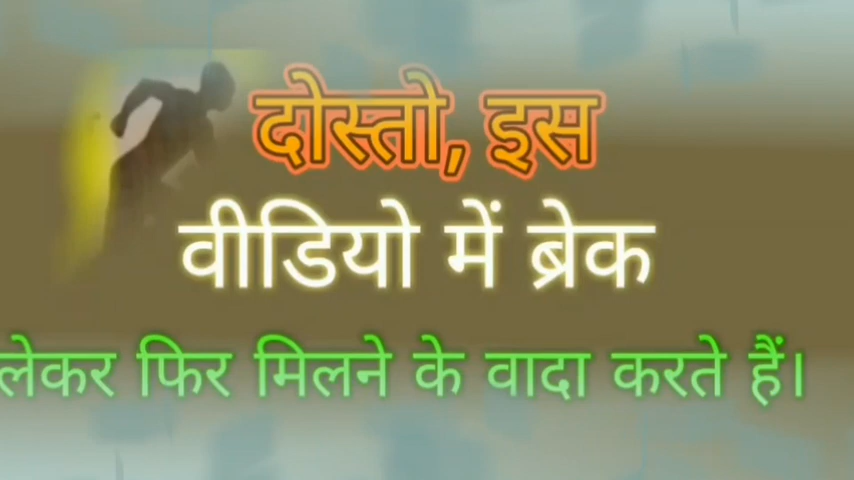 दोस्तो, इस
वीडियो में ब्रेक
लेकर फिर मिलने के वादा करते हैं।